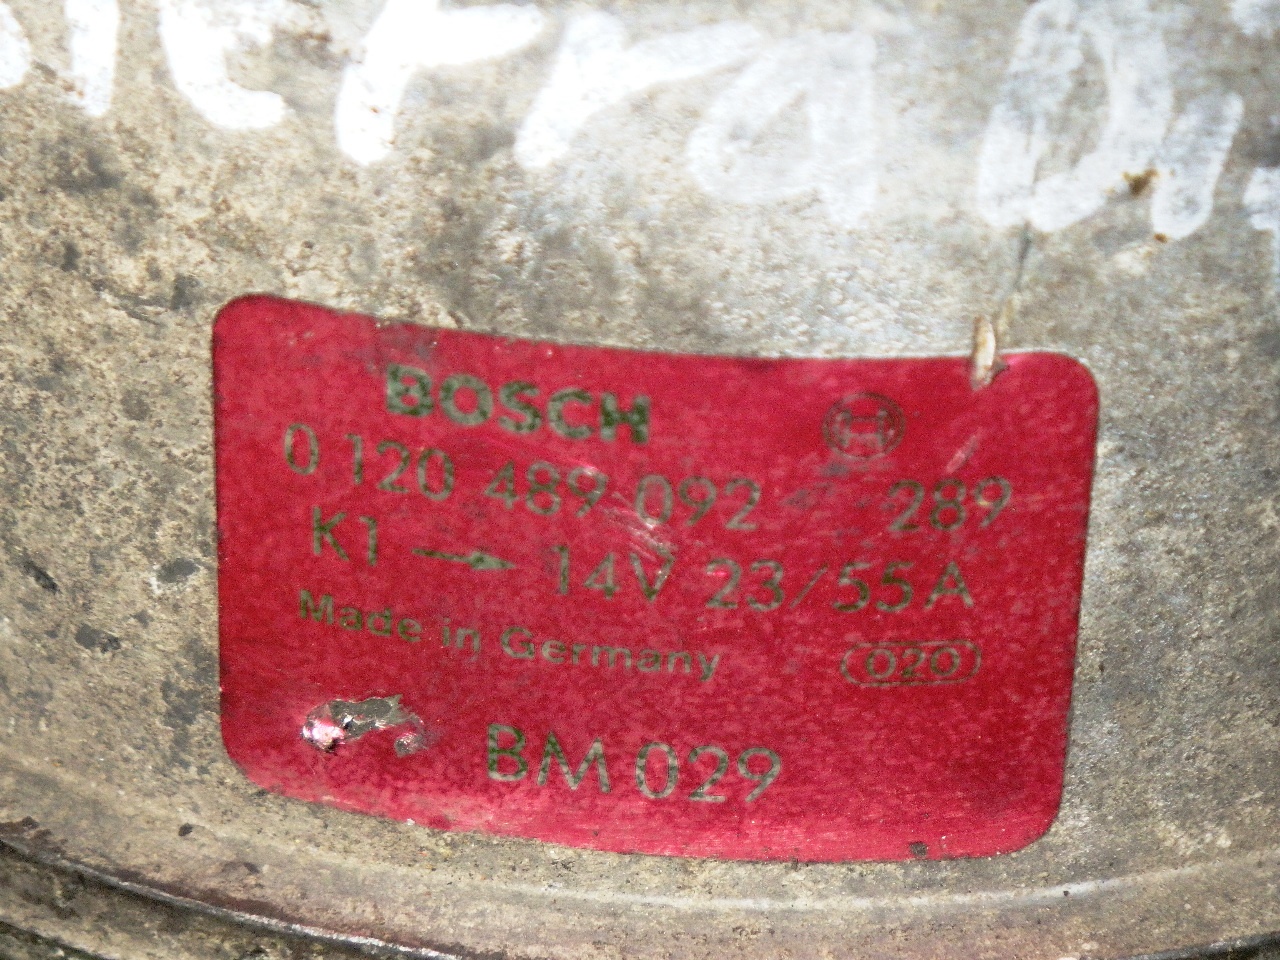 BOSCH
0 120 489 092 289
K1 → 14V 23/55A
Made in Germany 020
BM 029